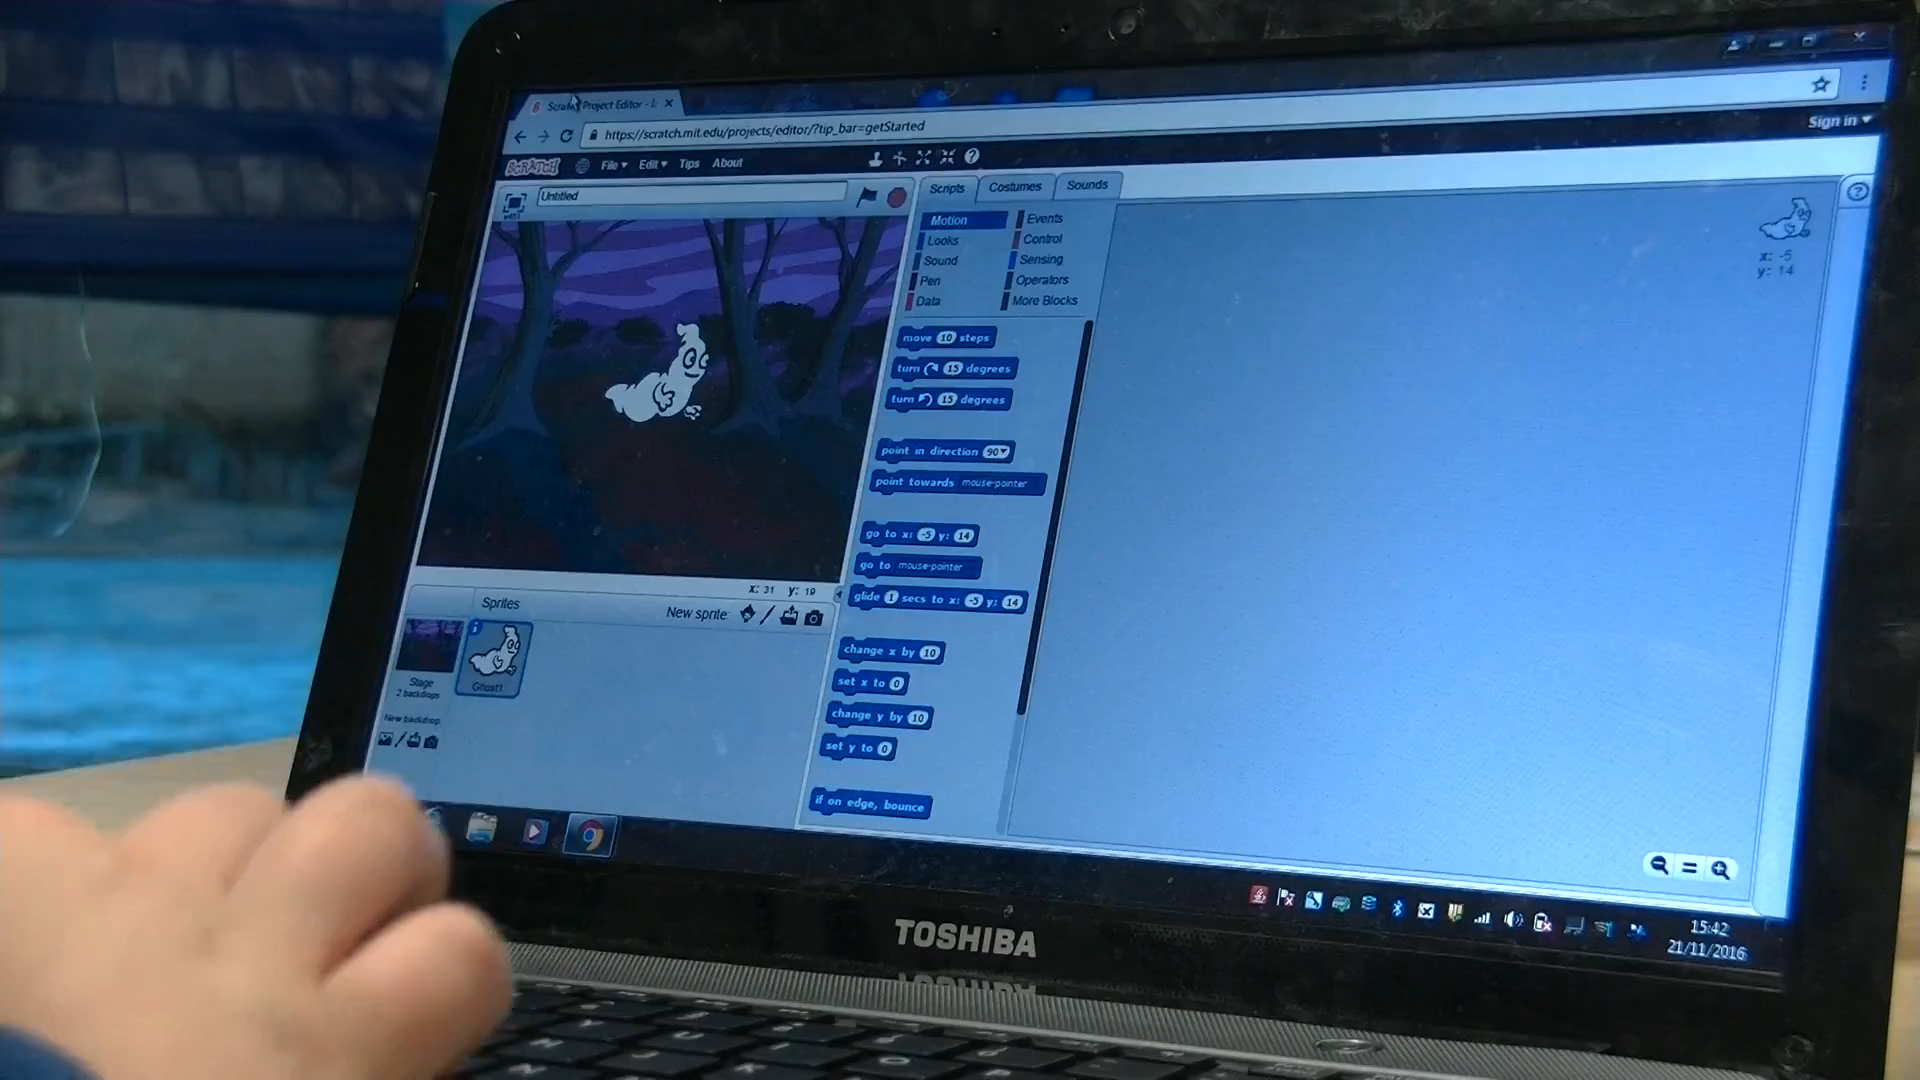 Scratch Project Editor - I
https://scratch.mit.edu/projects/editor/?tip_bar=getStarted
Sign in
SCRATCH File Edit Tips About
Untitled
v451
Scripts Costumes Sounds
Motion Events
Looks Control
Sound Sensing
Pen Operators
Data More Blocks
x: -5
y: 14
move 10 steps
turn 15 degrees
turn 15 degrees
point in direction 90
point towards mouse-pointer
go to x: -5 y: 14
go to mouse-pointer
glide 1 secs to x: -5 y: 14
change x by 10
set x to 0
change y by 10
set y to 0
if on edge, bounce
x: 31 y: 19
Sprites New sprite:
Stage
2 backdrops
Ghost1
New backdrop
15:42
21/11/2016
TOSHIBA
Y U
H J K L O
N